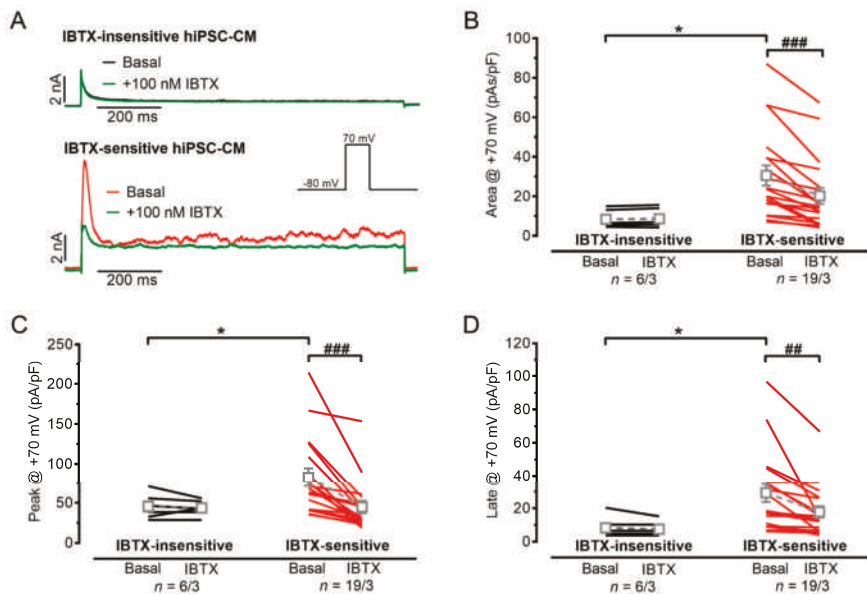 A
IBTX-insensitive hiPSC-CM
Basal
+100 nM IBTX
2 nA
200 ms
IBTX-sensitive hiPSC-CM
70 mV
-80 mV
Basal
+100 nM IBTX
2 nA
200 ms
B
Area @ +70 mV (pAs/pF)
100
80
60
40
20
0
*
###
IBTX-insensitive IBTX-sensitive
Basal IBTX Basal IBTX
n = 6/3 n = 19/3
C
Peak @ +70 mV (pA/pF)
250
200
150
100
50
0
*
###
IBTX-insensitive IBTX-sensitive
Basal IBTX Basal IBTX
n = 6/3 n = 19/3
D
Late @ +70 mV (pA/pF)
120
100
80
60
40
20
0
*
##
IBTX-insensitive IBTX-sensitive
Basal IBTX Basal IBTX
n = 6/3 n = 19/3